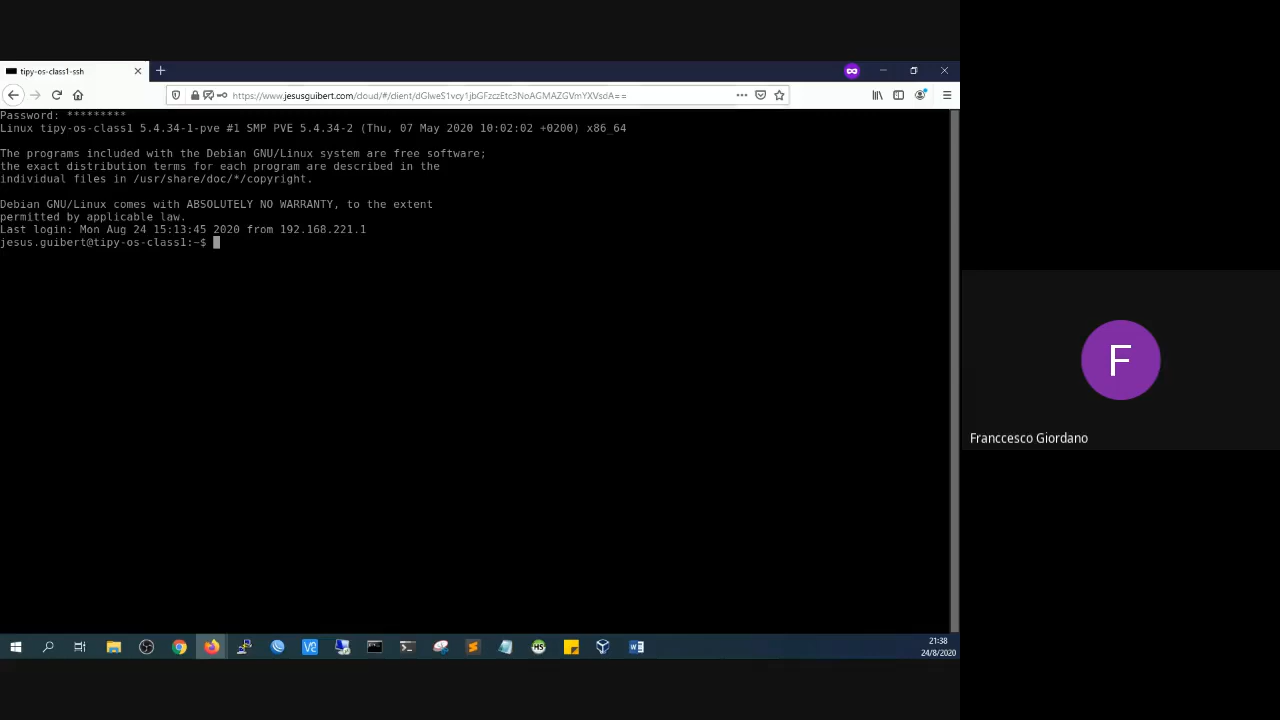 tipy-os-class1-ssh
https://www.jesusguibert.com/cloud/#/client/dGlweS1vcy1jbGFzczEtc3NoAGMAZGVmYXVsdA==
Password: *********
Linux tipy-os-class1 5.4.34-1-pve #1 SMP PVE 5.4.34-2 (Thu, 07 May 2020 10:02:02 +0200) x86_64
The programs included with the Debian GNU/Linux system are free software;
the exact distribution terms for each program are described in the
individual files in /usr/share/doc/*/copyright.
Debian GNU/Linux comes with ABSOLUTELY NO WARRANTY, to the extent
permitted by applicable law.
Last login: Mon Aug 24 15:13:45 2020 from 192.168.221.1
jesus.guibert@tipy-os-class1:~$
F
Franccesco Giordano
21:38
24/8/2020